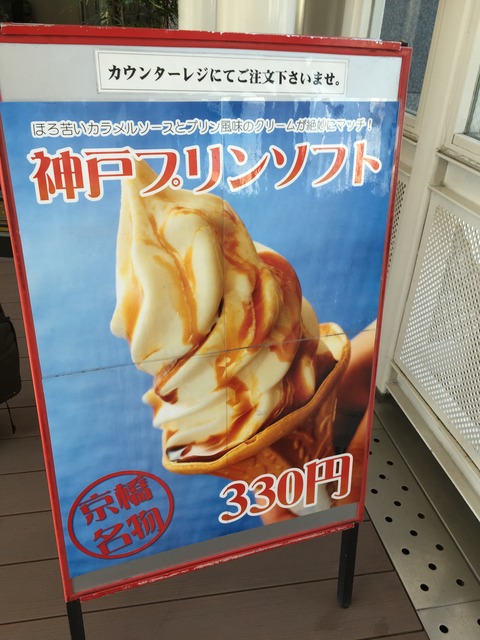 カウンターレジにてご注文下さいませ。
ほろ苦いカラメルソースとプリン風味のクリームが絶妙にマッチ!
神戸プリンソフト
330円
京橋
名物